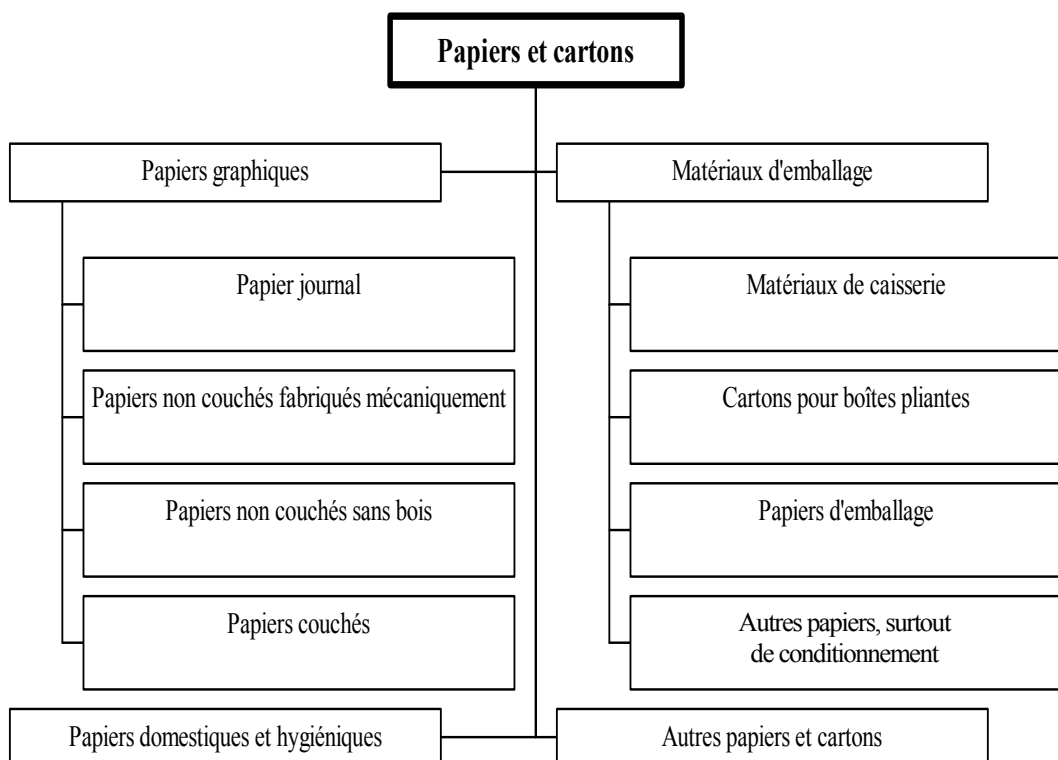 Papiers et cartons
Papiers graphiques
Matériaux d'emballage
Papier journal
Matériaux de caisserie
Papiers non couchés fabriqués mécaniquement
Cartons pour boîtes pliantes
Papiers non couchés sans bois
Papiers d'emballage
Papiers couchés
Autres papiers, surtout
de conditionnement
Papiers domestiques et hygiéniques
Autres papiers et cartons